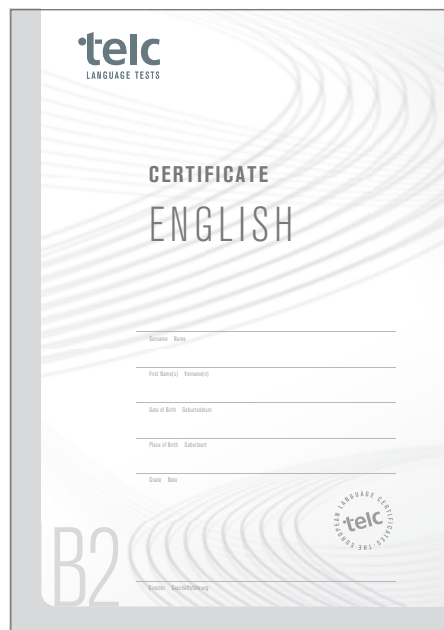 telc
LANGUAGE TESTS
CERTIFICATE
ENGLISH
Surname Name
First Name(s) Vorname(n)
Date of Birth Geburtsdatum
Place of Birth Geburtsort
Grade Note
telc
EUROPEAN LANGUAGE CERTIFICATES: THE
B2
Director Geschäftsführung